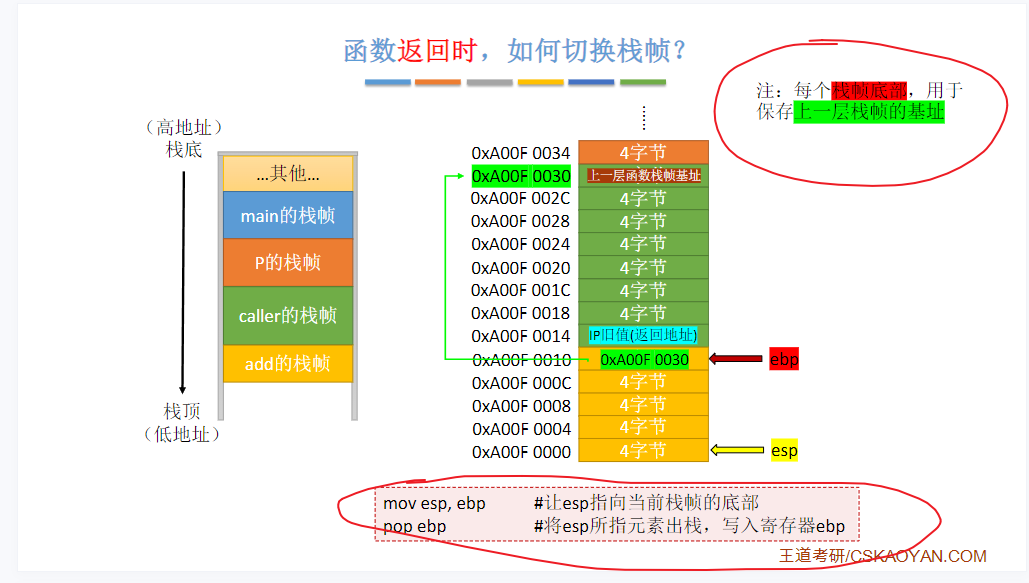 函数返回时，如何切换栈帧？
注：每个栈帧底部，用于
保存上一层栈帧的基址
（高地址）
栈底
...其他...
main的栈帧
P的栈帧
caller的栈帧
add的栈帧
栈顶
（低地址）
0xA00F 0034 4字节
0xA00F 0030 上一层函数栈帧基址
0xA00F 002C 4字节
0xA00F 0028 4字节
0xA00F 0024 4字节
0xA00F 0020 4字节
0xA00F 001C 4字节
0xA00F 0018 4字节
0xA00F 0014 IP旧值(返回地址)
0xA00F 0010 0xA00F 0030 ebp
0xA00F 000C 4字节
0xA00F 0008 4字节
0xA00F 0004 4字节
0xA00F 0000 4字节 esp
mov esp, ebp #让esp指向当前栈帧的底部
pop ebp #将esp所指元素出栈，写入寄存器ebp
王道考研/CSKAOYAN.COM